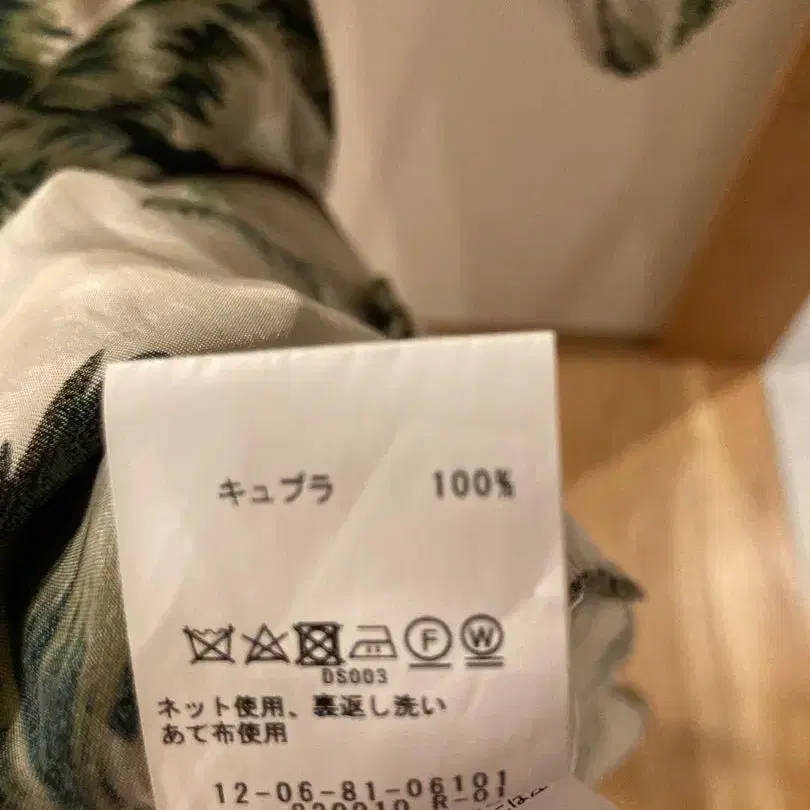 キュプラ 100%
F W
DS003
ネット使用、裏返し洗い
あて布使用
12-06-81-06101
R-01